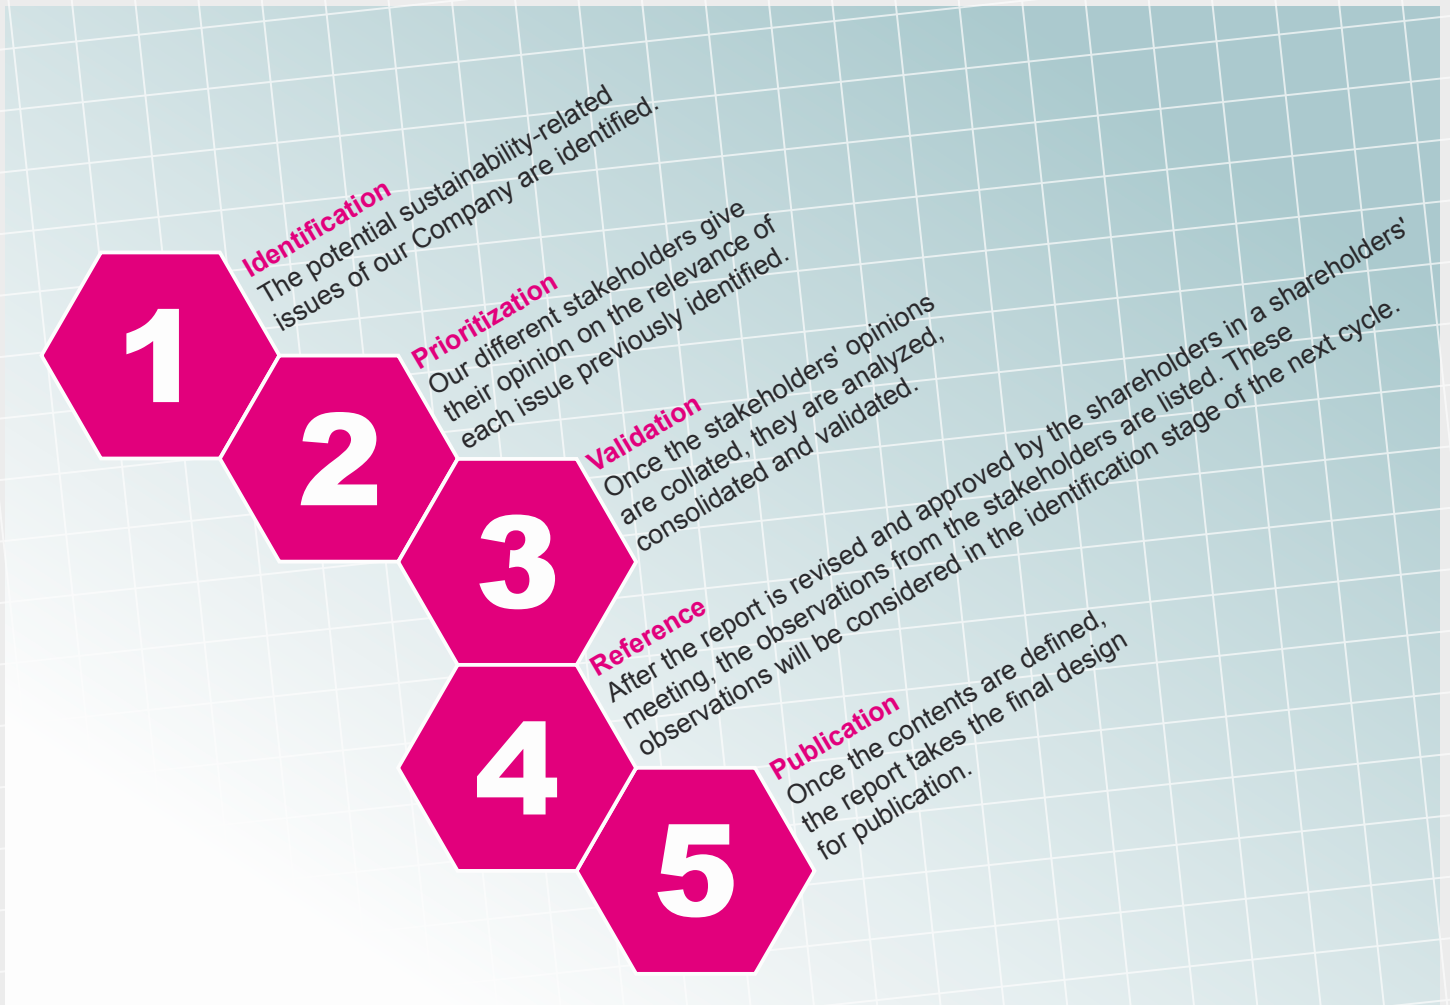 1
Identification
The potential sustainability-related
issues of our Company are identified.
2
Prioritization
Our different stakeholders give
their opinion on the relevance of
each issue previously identified.
3
Validation
Once the stakeholders' opinions
are collated, they are analyzed,
consolidated and validated.
4
Reference
After the report is revised and approved by the shareholders in a shareholders'
meeting, the observations from the stakeholders are listed. These
observations will be considered in the identification stage of the next cycle.
5
Publication
Once the contents are defined,
the report takes the final design
for publication.